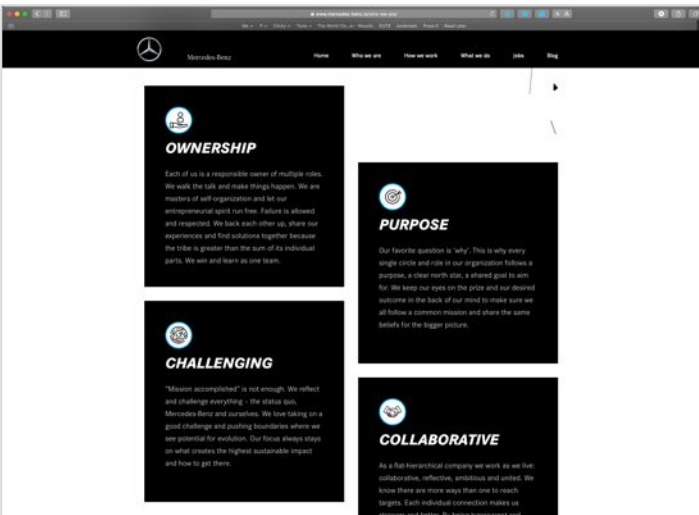 Mercedes-Benz
Home
Who we are
How we work
What we do
Jobs
Blog
OWNERSHIP
Each of us is a responsible owner of multiple roles.
We walk the talk and make things happen. We are
masters of self-organization and let our
entrepreneurial spirit run free. Failure is allowed
and respected. We back each other up, share our
experiences and find solutions together because
the tribe is greater than the sum of its individual
parts. We win and learn as one team.
PURPOSE
Our favorite question is 'why'. This is why every
single circle and role in our organization follows a
purpose, a clear north star, a shared goal to aim
for. We keep our eyes on the prize and our desired
outcome in the back of our mind to make sure we
all follow a common mission and share the same
beliefs for the bigger picture.
CHALLENGING
"Mission accomplished" is not enough. We reflect
and challenge everything – the status quo,
Mercedes-Benz and ourselves. We love taking on a
good challenge and pushing boundaries where we
see potential for evolution. Our focus always stays
on what creates the highest sustainable impact
and how to get there.
COLLABORATIVE
As a flat-hierarchical company we work as we live:
collaborative, reflective, ambitious and united. We
know there are more ways than one to reach
targets. Each individual connection makes us